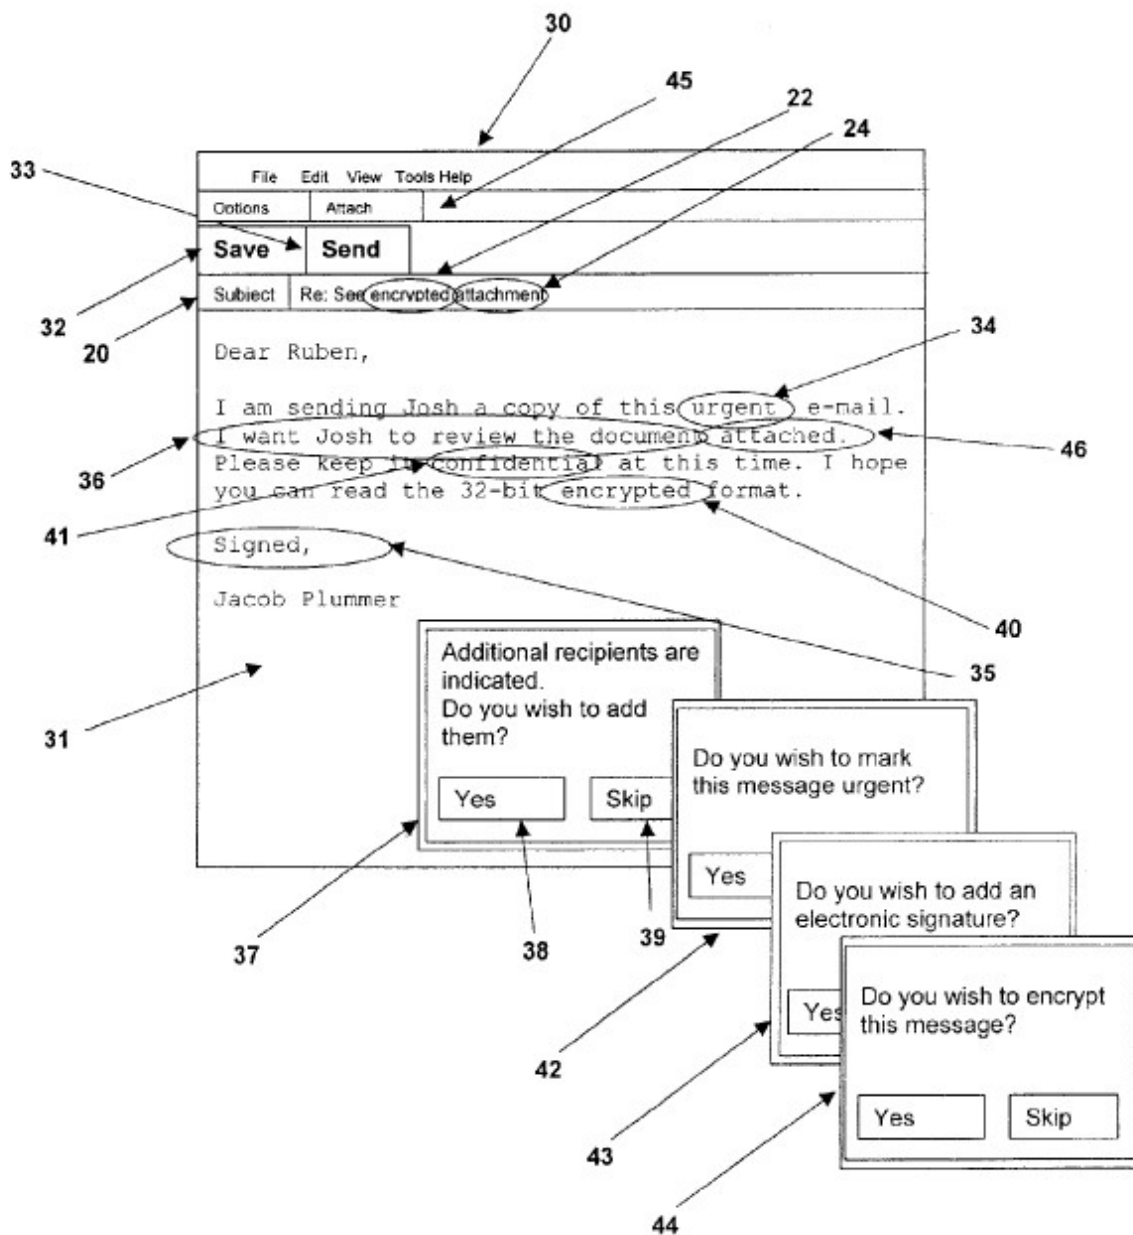 30
45
22
24
33
File Edit View Tools Help
Options Attach
Save Send
Subject Re: See encrypted attachment
32
20
34
Dear Ruben,
I am sending Josh a copy of this urgent e-mail.
I want Josh to review the document attached.
46
36
Please keep it confidential at this time. I hope
you can read the 32-bit encrypted format.
41
Signed,
Jacob Plummer
40
35
31
Additional recipients are
indicated.
Do you wish to add
them?
Yes Skip
Do you wish to mark
this message urgent?
Yes
37
38
39
42
Do you wish to add an
electronic signature?
Yes
43
Do you wish to encrypt
this message?
Yes Skip
44